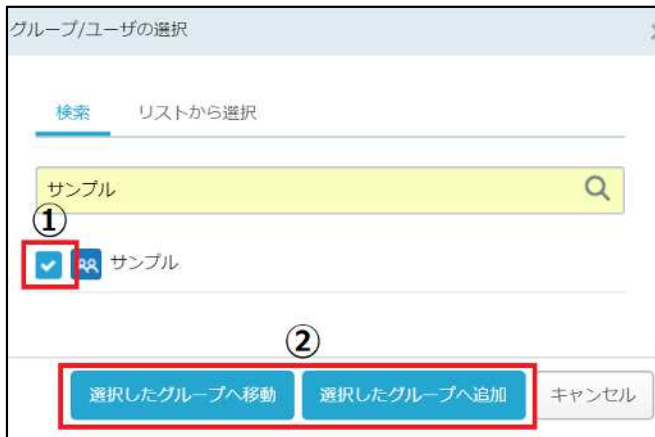 グループ/ユーザの選択
検索 リストから選択
サンプル
①
サンプル
②
選択したグループへ移動 選択したグループへ追加 キャンセル